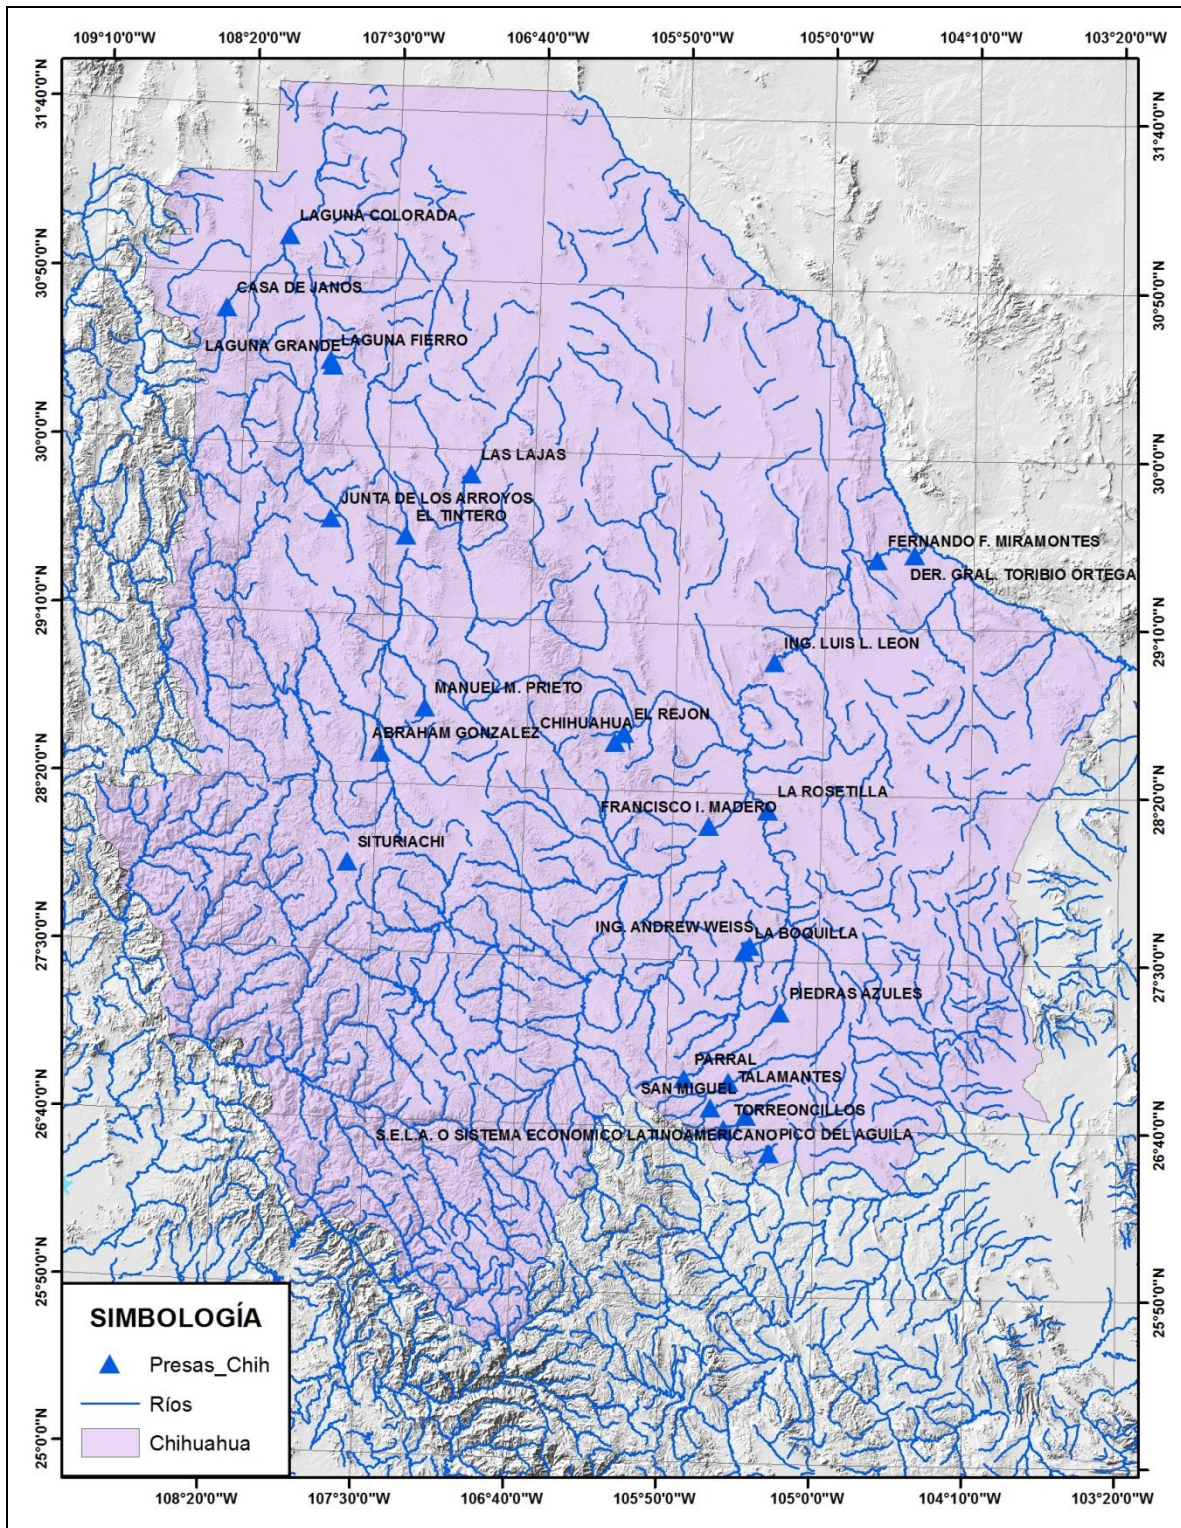 109°10'0"W 108°20'0"W 107°30'0"W 106°40'0"W 105°50'0"W 105°0'0"W 104°10'0"W 103°20'0"W
31°40'0"N
31°40'0"N
LAGUNA COLORADA
30°50'0"N
30°50'0"N
CASA DE JANOS
LAGUNA GRANDE
LAGUNA FIERRO
30°0'0"N
30°0'0"N
LAS LAJAS
JUNTA DE LOS ARROYOS
EL TINTERO
FERNANDO F. MIRAMONTES
DER. GRAL. TORIBIO ORTEGA
29°10'0"N
29°10'0"N
ING. LUIS L. LEON
MANUEL M. PRIETO
EL REJON
CHIHUAHUA
ABRAHAM GONZALEZ
28°20'0"N
28°20'0"N
LA ROSETILLA
FRANCISCO I. MADERO
SITURIACHI
27°30'0"N
27°30'0"N
ING. ANDREW WEISS
LA BOQUILLA
PIEDRAS AZULES
PARRAL
TALAMANTES
SAN MIGUEL
26°40'0"N
26°40'0"N
TORREONCILLOS
S.E.L.A. O SISTEMA ECONOMICO LATINOAMERICANO
PICO DEL AGUILA
25°50'0"N
25°50'0"N
SIMBOLOGÍA
Presas_Chih
Ríos
Chihuahua
25°0'0"N
108°20'0"W 107°30'0"W 106°40'0"W 105°50'0"W 105°0'0"W 104°10'0"W 103°20'0"W